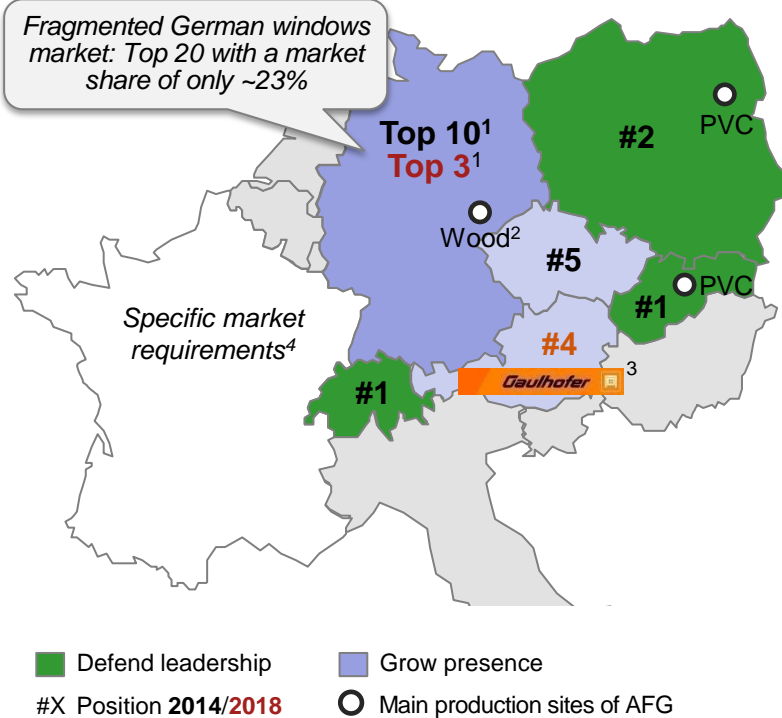 Fragmented German windows
market: Top 20 with a market
share of only ~23%
Top 10¹
Top 3¹
#2
PVC
Wood²
#5
PVC
#1
Specific market
requirements⁴
#4
Gaulhofer
3
#1
Defend leadership
Grow presence
#X Position 2014/2018
Main production sites of AFG